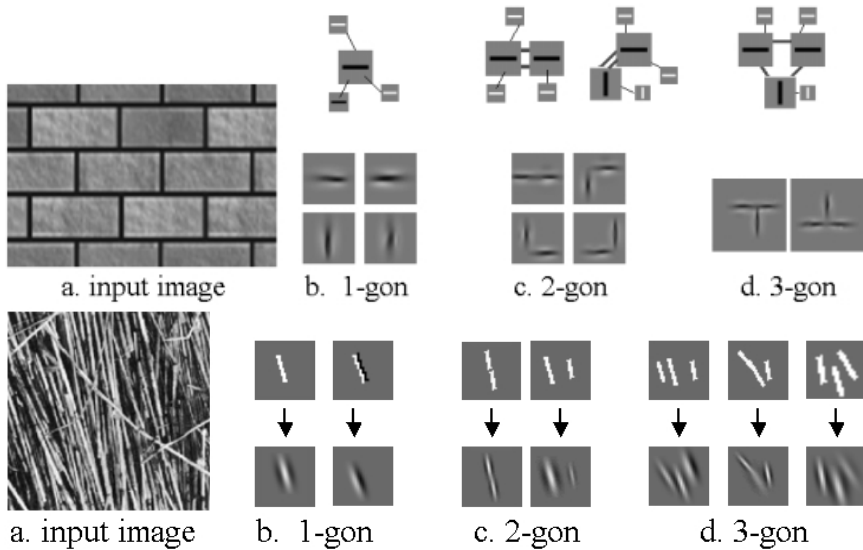 a. input image
b. 1-gon
c. 2-gon
d. 3-gon
a. input image
b. 1-gon
c. 2-gon
d. 3-gon